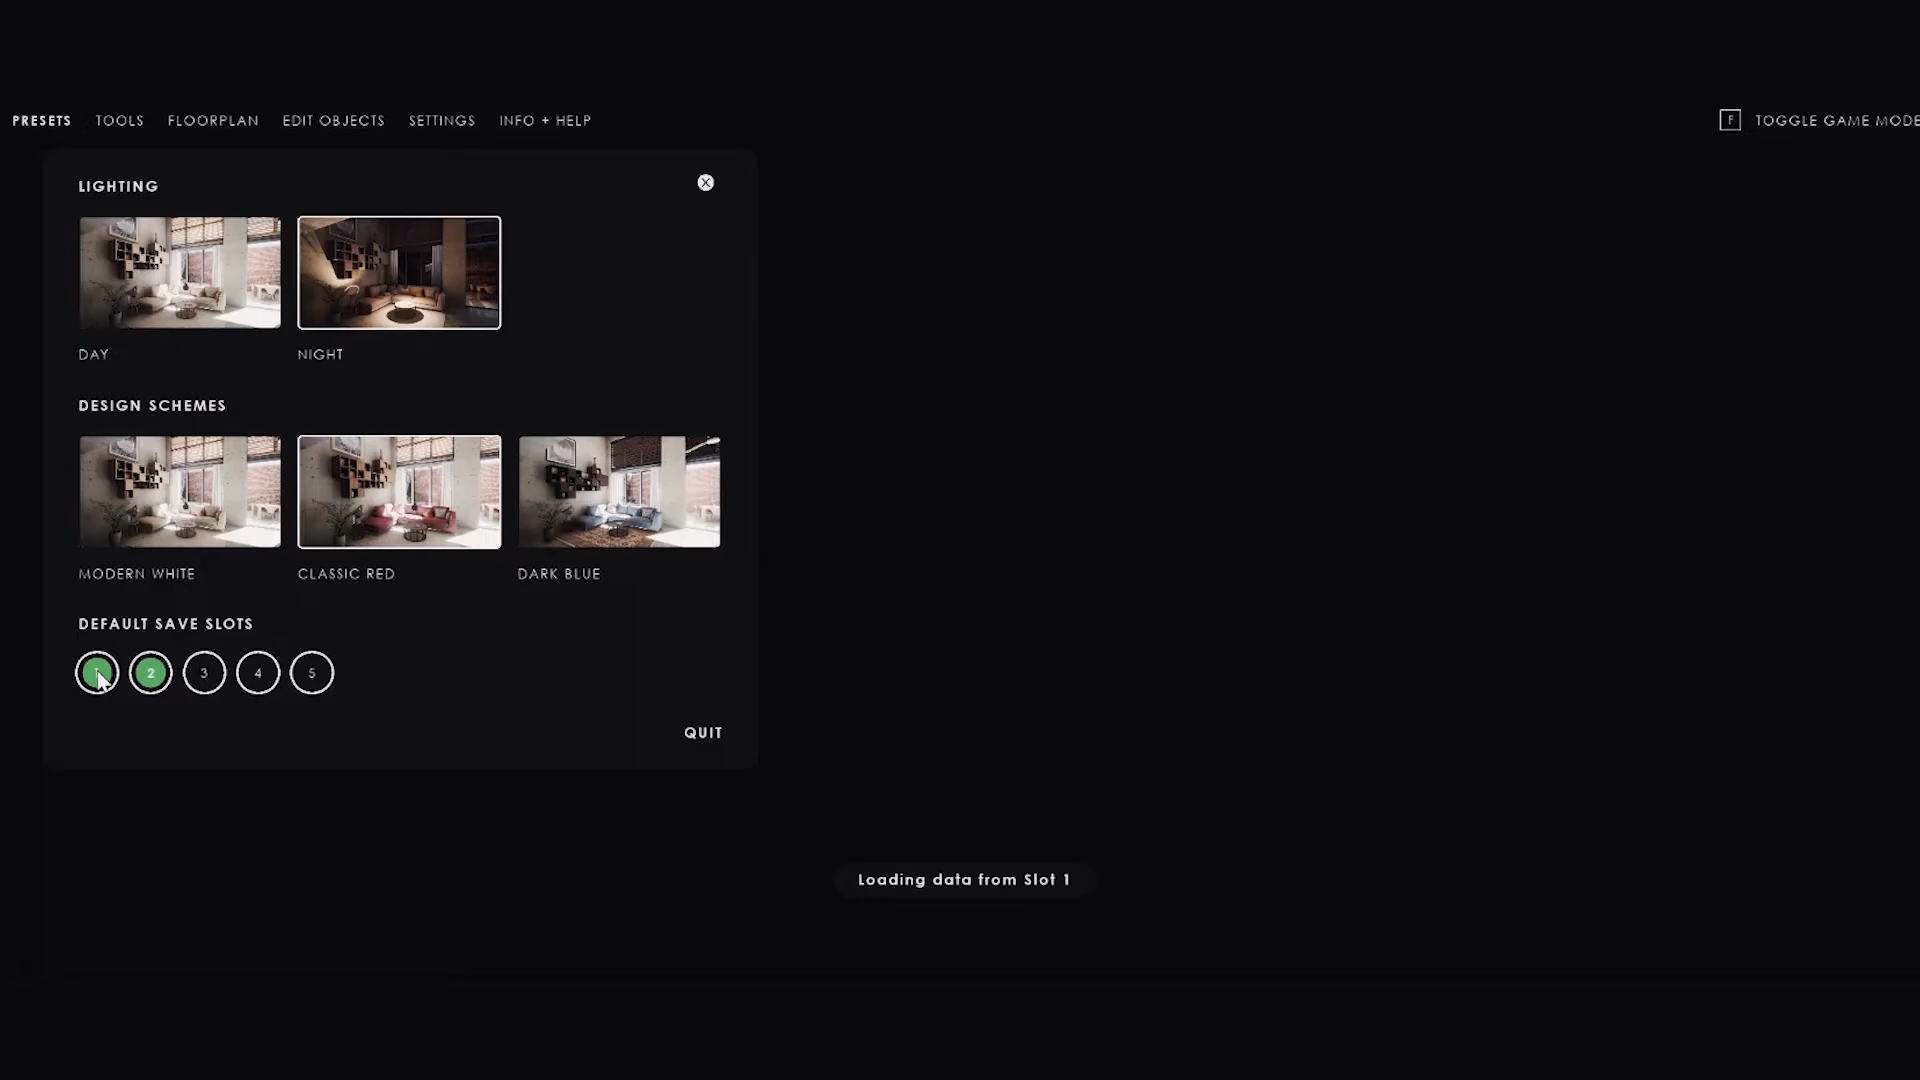 PRESETS TOOLS FLOORPLAN EDIT OBJECTS SETTINGS INFO + HELP F TOGGLE GAME MODE
LIGHTING
DAY NIGHT
DESIGN SCHEMES
MODERN WHITE CLASSIC RED DARK BLUE
DEFAULT SAVE SLOTS
2 3 4 5
QUIT
Loading data from Slot 1